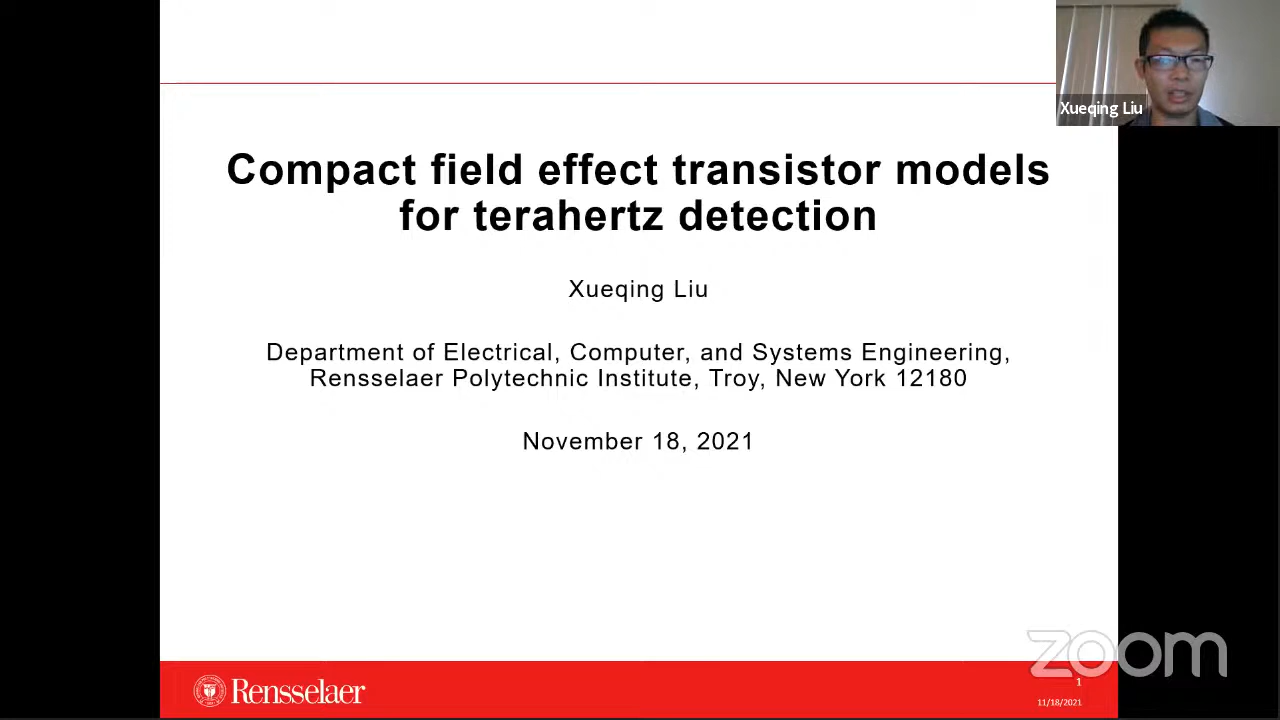 Xueqing Liu
Compact field effect transistor models
for terahertz detection
Xueqing Liu
Department of Electrical, Computer, and Systems Engineering,
Rensselaer Polytechnic Institute, Troy, New York 12180
November 18, 2021
zoom
Rensselaer
1
11/18/2021